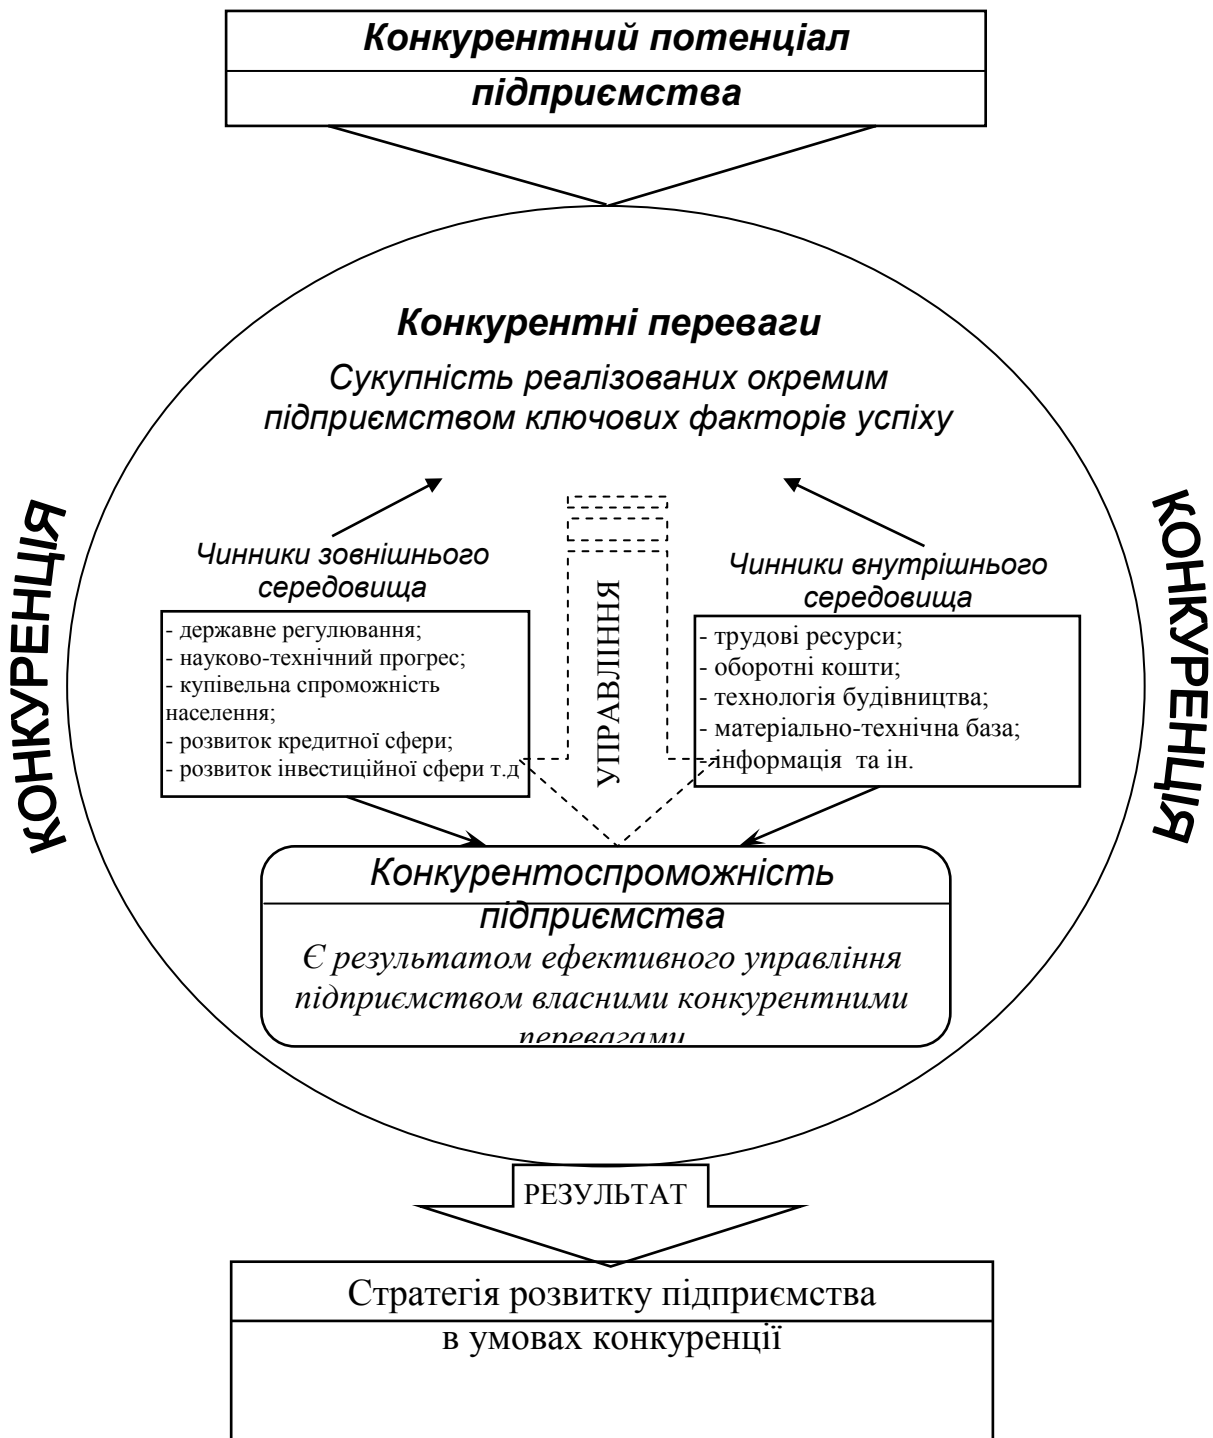 Конкурентний потенціал
підприємства
Конкурентні переваги
Сукупність реалізованих окремим
підприємством ключових факторів успіху
КОНКУРЕНЦІЯ
Чинники зовнішнього
середовища
- державне регулювання;
- науково-технічний прогрес;
- купівельна спроможність
населення;
- розвиток кредитної сфери;
- розвиток інвестиційної сфери т.д
УПРАВЛІННЯ
Чинники внутрішнього
середовища
- трудові ресурси;
- оборотні кошти;
- технологія будівництва;
- матеріально-технічна база;
- інформація та ін.
КОНКУРЕНЦІЯ
Конкурентоспроможність
підприємства
Є результатом ефективного управління
підприємством власними конкурентними
перевагами
РЕЗУЛЬТАТ
Стратегія розвитку підприємства
в умовах конкуренції